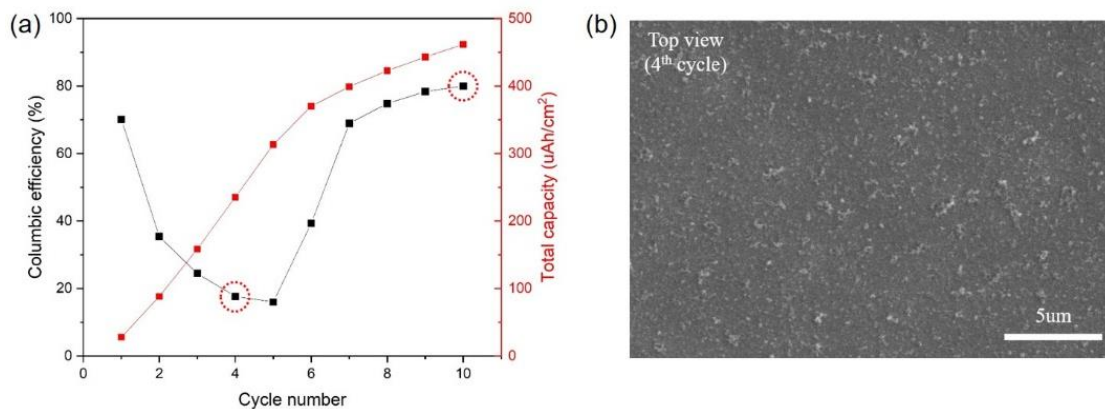 (a)
100
80
60
40
20
0
Columbic efficiency (%)
0 2 4 6 8 10
Cycle number
500
400
300
200
100
0
Total capacity (uAh/cm²)
(b)
Top view
(4th cycle)
5um